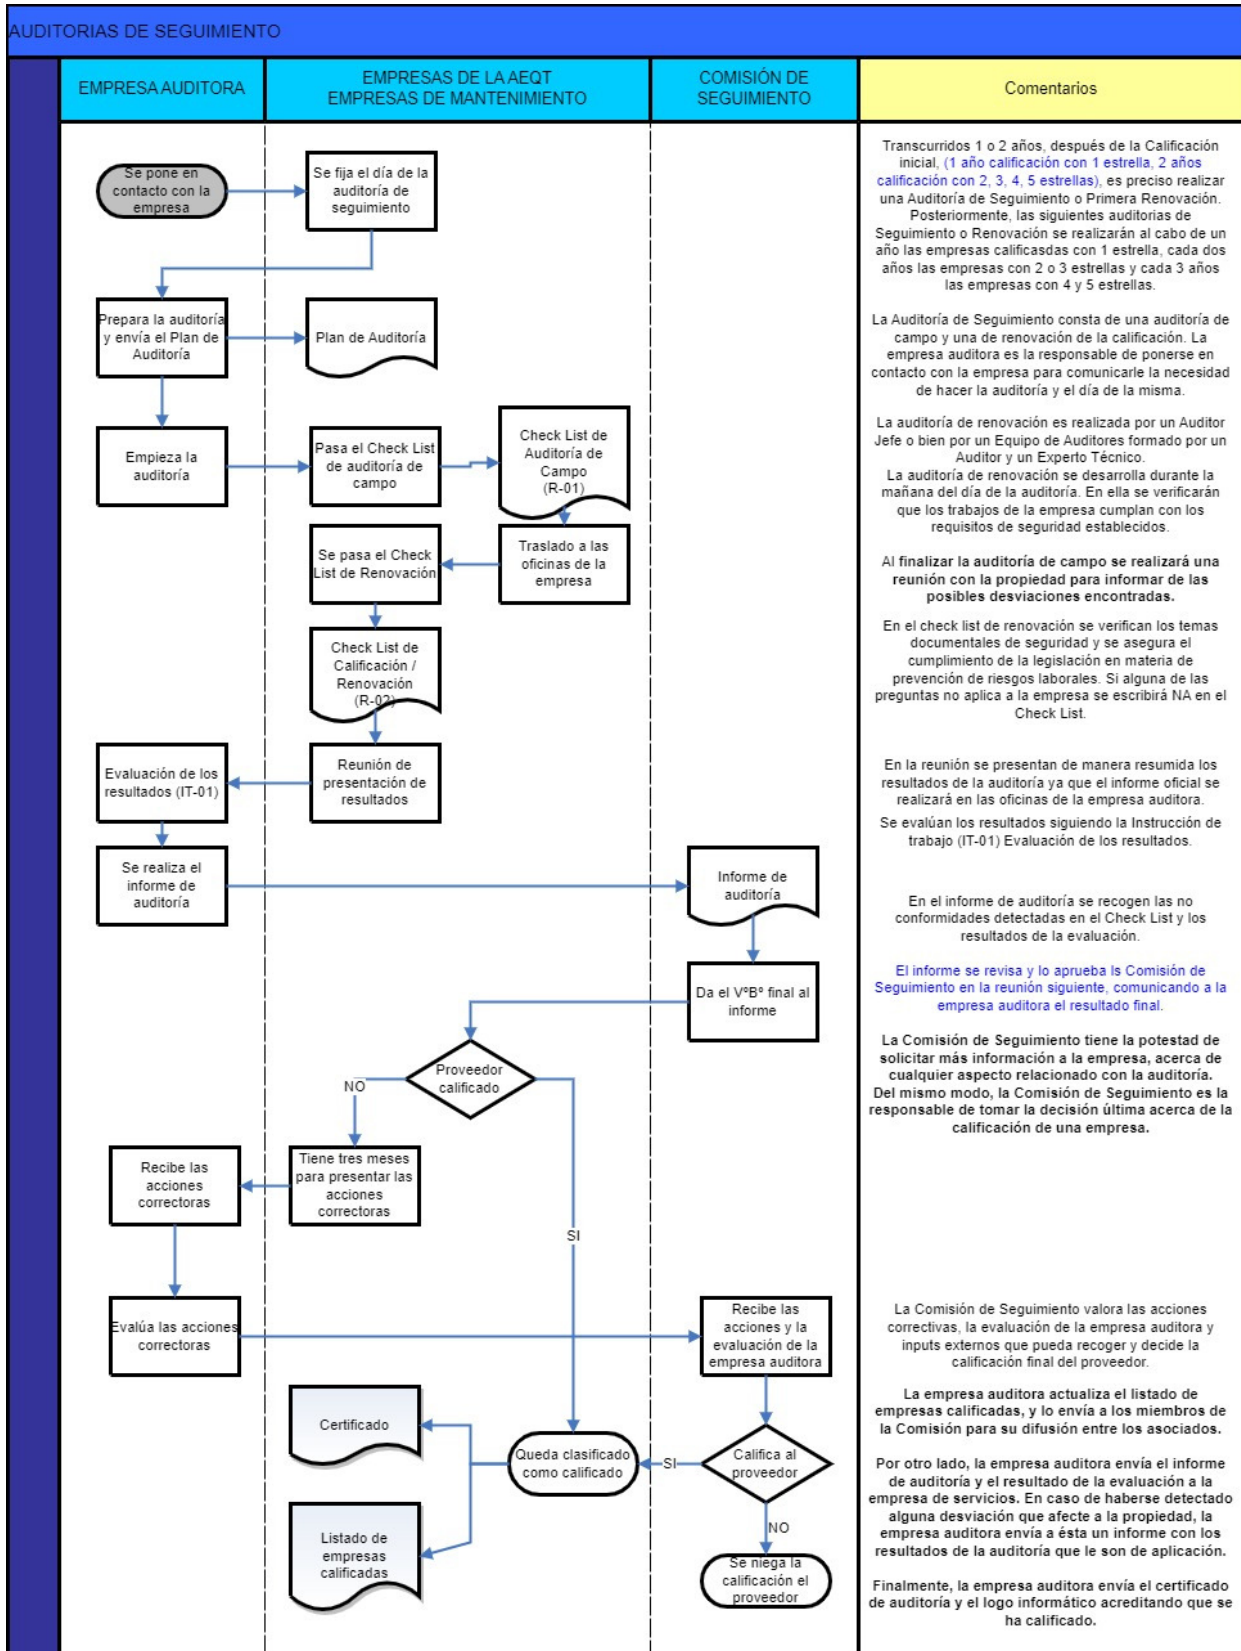 AUDITORIAS DE SEGUIMIENTO
EMPRESA AUDITORA
EMPRESAS DE LA AEQT
EMPRESAS DE MANTENIMIENTO
COMISIÓN DE
SEGUIMIENTO
Comentarios
Se pone en
contacto con la
empresa
Se fija el día de la
auditoría de
seguimiento
Prepara la auditoría
y envía el Plan de
Auditoría
Plan de Auditoría
Empieza la
auditoría
Pasa el Check List
de auditoría de
campo
Check List de
Auditoría de
Campo
(R-01)
Traslado a las
oficinas de la
empresa
Se pasa el Check
List de Renovación
Check List de
Calificación /
Renovación
(R-02)
Reunión de
presentación de
resultados
Evaluación de los
resultados (IT-01)
Se realiza el
informe de
auditoría
Informe de
auditoría
Da el VºBº final al
informe
Proveedor
calificado
NO
SI
Tiene tres meses
para presentar las
acciones
correctoras
Recibe las
acciones
correctoras
Evalúa las acciones
correctoras
Recibe las
acciones y la
evaluación de la
empresa auditora
Califica al
proveedor
SI
NO
Queda clasificado
como calificado
Certificado
Listado de
empresas
calificadas
Se niega la
calificación el
proveedor
Transcurridos 1 o 2 años, después de la Calificación
inicial, (1 año calificación con 1 estrella, 2 años
calificación con 2, 3, 4, 5 estrellas), es preciso realizar
una Auditoría de Seguimiento o Primera Renovación.
Posteriormente, las siguientes auditorias de
Seguimiento o Renovación se realizarán al cabo de un
año las empresas calificasdas con 1 estrella, cada dos
años las empresas con 2 o 3 estrellas y cada 3 años
las empresas con 4 y 5 estrellas.
La Auditoría de Seguimiento consta de una auditoría de
campo y una de renovación de la calificación. La
empresa auditora es la responsable de ponerse en
contacto con la empresa para comunicarle la necesidad
de hacer la auditoría y el día de la misma.
La auditoría de renovación es realizada por un Auditor
Jefe o bien por un Equipo de Auditores formado por un
Auditor y un Experto Técnico.
La auditoría de renovación se desarrolla durante la
mañana del día de la auditoría. En ella se verificarán
que los trabajos de la empresa cumplan con los
requisitos de seguridad establecidos.
Al finalizar la auditoría de campo se realizará una
reunión con la propiedad para informar de las
posibles desviaciones encontradas.
En el check list de renovación se verifican los temas
documentales de seguridad y se asegura el
cumplimiento de la legislación en materia de
prevención de riesgos laborales. Si alguna de las
preguntas no aplica a la empresa se escribirá NA en el
Check List.
En la reunión se presentan de manera resumida los
resultados de la auditoría ya que el informe oficial se
realizará en las oficinas de la empresa auditora.
Se evalúan los resultados siguiendo la Instrucción de
trabajo (IT-01) Evaluación de los resultados.
En el informe de auditoría se recogen las no
conformidades detectadas en el Check List y los
resultados de la evaluación.
El informe se revisa y lo aprueba ls Comisión de
Seguimiento en la reunión siguiente, comunicando a la
empresa auditora el resultado final.
La Comisión de Seguimiento tiene la potestad de
solicitar más información a la empresa, acerca de
cualquier aspecto relacionado con la auditoría.
Del mismo modo, la Comisión de Seguimiento es la
responsable de tomar la decisión última acerca de la
calificación de una empresa.
La Comisión de Seguimiento valora las acciones
correctivas, la evaluación de la empresa auditora y
inputs externos que pueda recoger y decide la
calificación final del proveedor.
La empresa auditora actualiza el listado de
empresas calificadas, y lo envía a los miembros de
la Comisión para su difusión entre los asociados.
Por otro lado, la empresa auditora envía el informe
de auditoría y el resultado de la evaluación a la
empresa de servicios. En caso de haberse detectado
alguna desviación que afecte a la propiedad, la
empresa auditora envía a ésta un informe con los
resultados de la auditoría que le son de aplicación.
Finalmente, la empresa auditora envía el certificado
de auditoría y el logo informático acreditando que se
ha calificado.